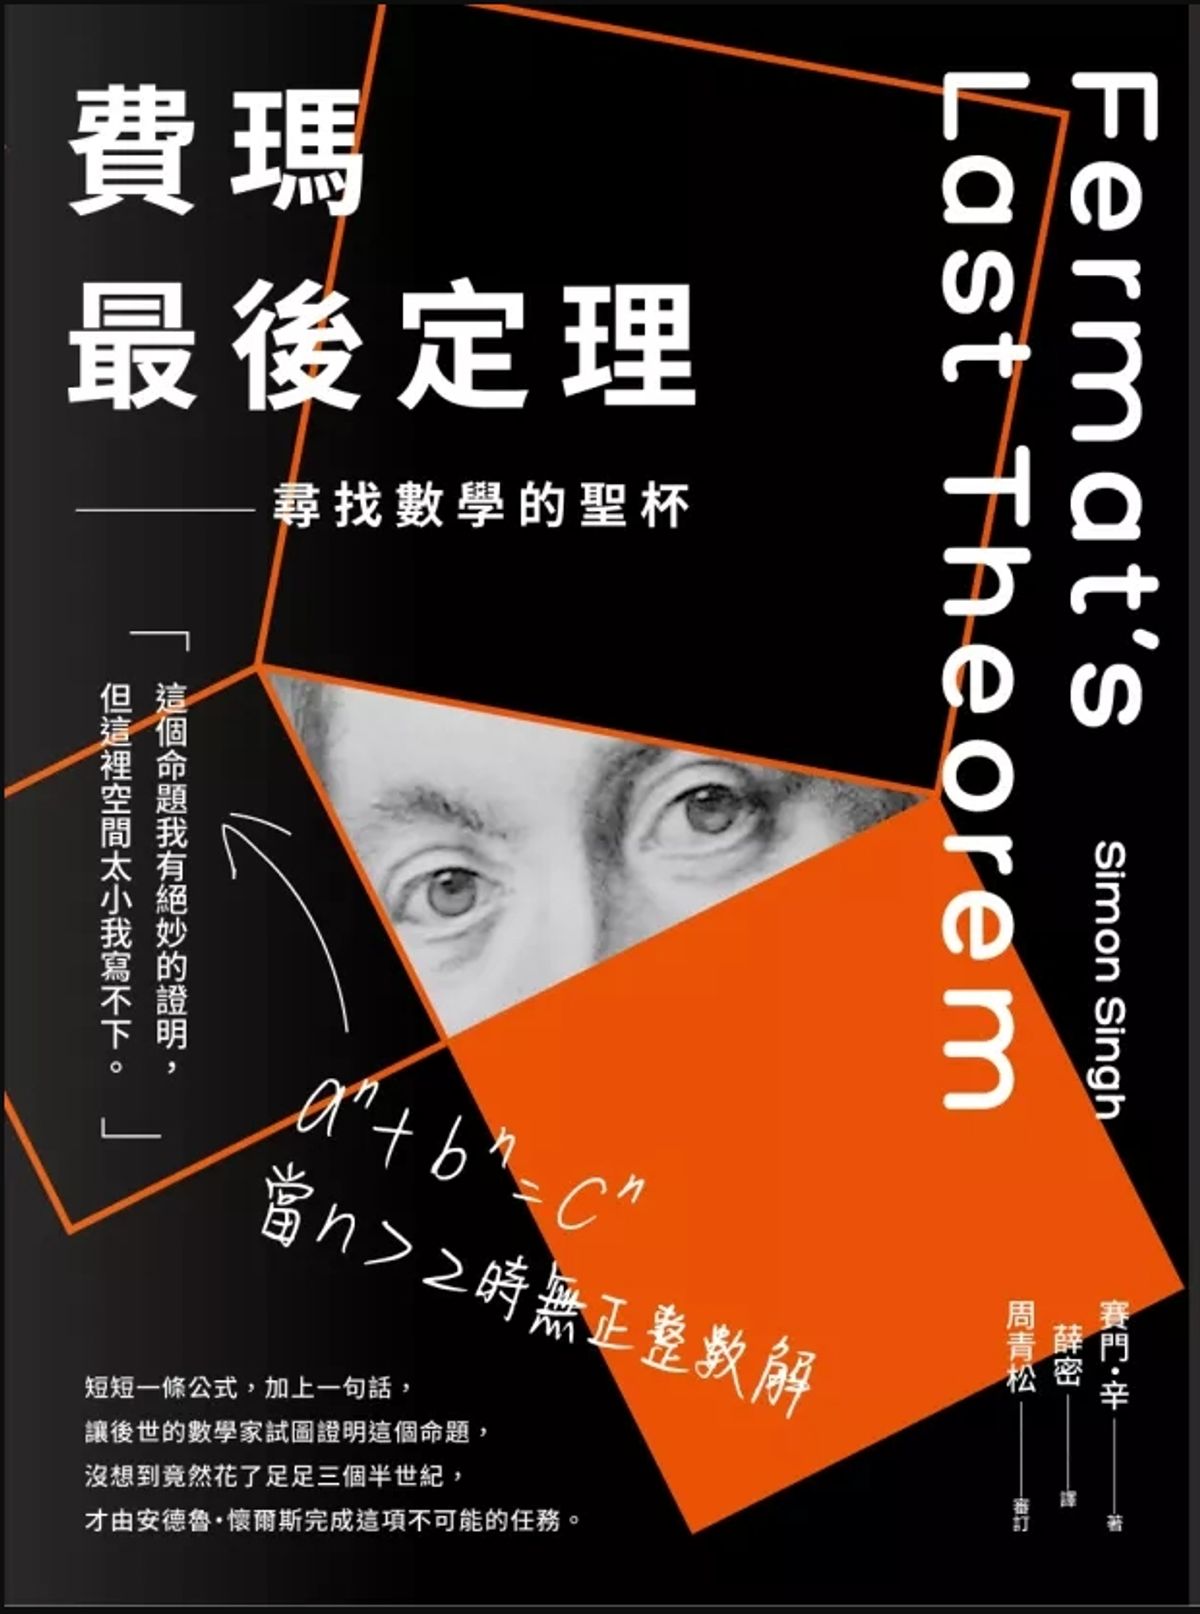 費瑪
最後定理
尋找數學的聖杯
Fermat's
Last Theorem
Simon Singh
「這個命題我有絕妙的證明，
但這裡空間太小我寫不下。」
aⁿ+bⁿ=cⁿ
當n>2時無正整數解
短短一條公式，加上一句話，
讓後世的數學家試圖證明這個命題，
沒想到竟然花了足足三個半世紀，
才由安德魯•懷爾斯完成這項不可能的任務。
賽門•辛 著
薛密 譯
周青松 審訂